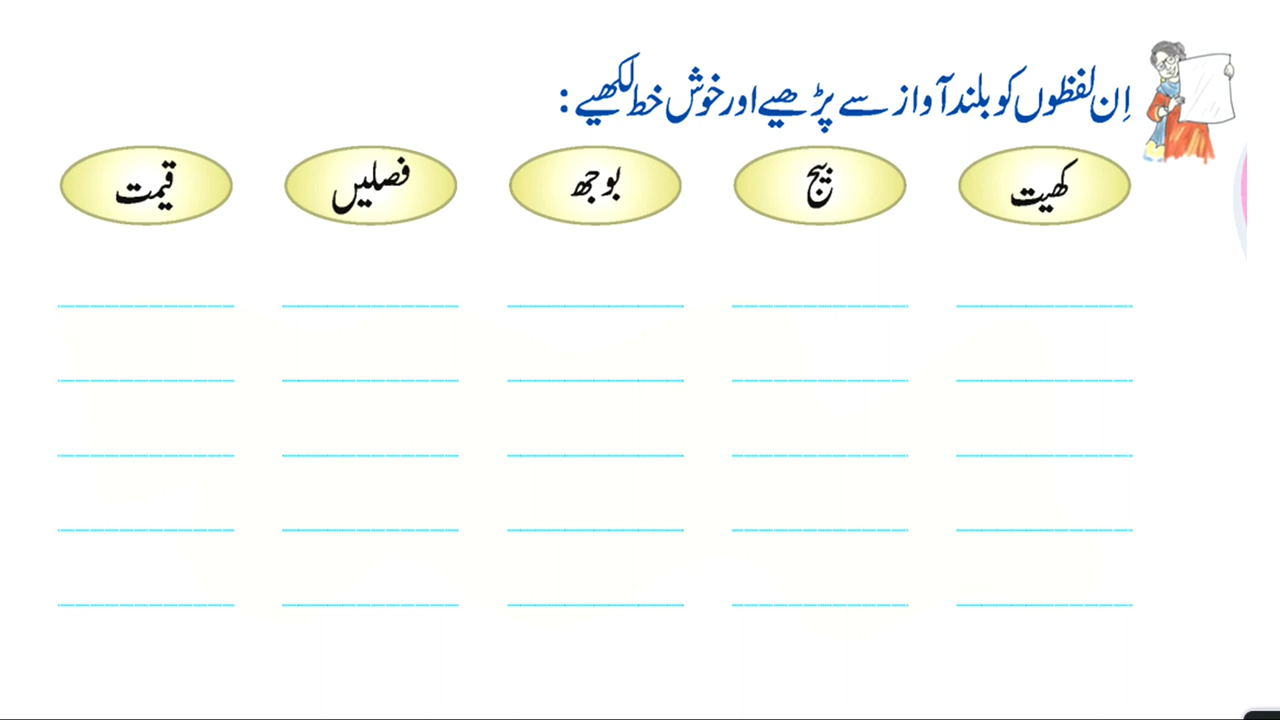 اِن لفظوں کو بلند آواز سے پڑھیے اور خوش خط لکھیے :
کھیت بیج بوجھ فصلیں قیمت